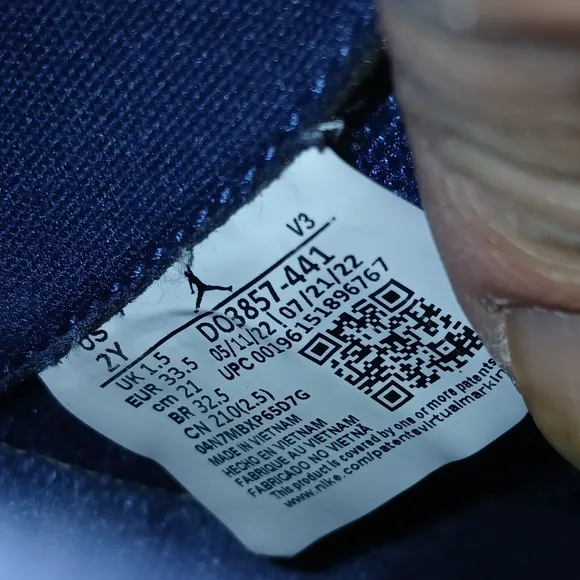 V3
US
2Y
DO3857-441
UK 1.5
05/11/22 | 07/21/22
EUR 33.5
UPC 00196151896767
cm 21
BR 32.5
CN 210(2.5)
04N7MBXP65D7G
MADE IN VIETNAM
HECHO EN VIETNAM
FABRIQUÉ AU VIETNAM
FABRICADO NO VIETNÃ
This product is covered by one or more patents
www.nike.com/patentsvirtualmarkin